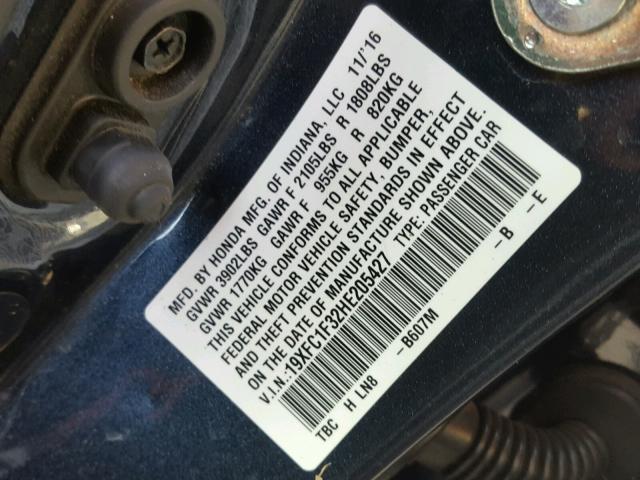 MFD. BY HONDA MFG. OF INDIANA, LLC 11/'16
GVWR 3902LBS GAWR F 2105LBS R 1808LBS
GVWR 1770KG GAWR F 955KG R 820KG
THIS VEHICLE CONFORMS TO ALL APPLICABLE
FEDERAL MOTOR VEHICLE SAFETY, BUMPER,
AND THEFT PREVENTION STANDARDS IN EFFECT
ON THE DATE OF MANUFACTURE SHOWN ABOVE.
V.I.N.:19XFC1F32HE205427 TYPE: PASSENGER CAR
TBC H LN8 -B607M -B -E